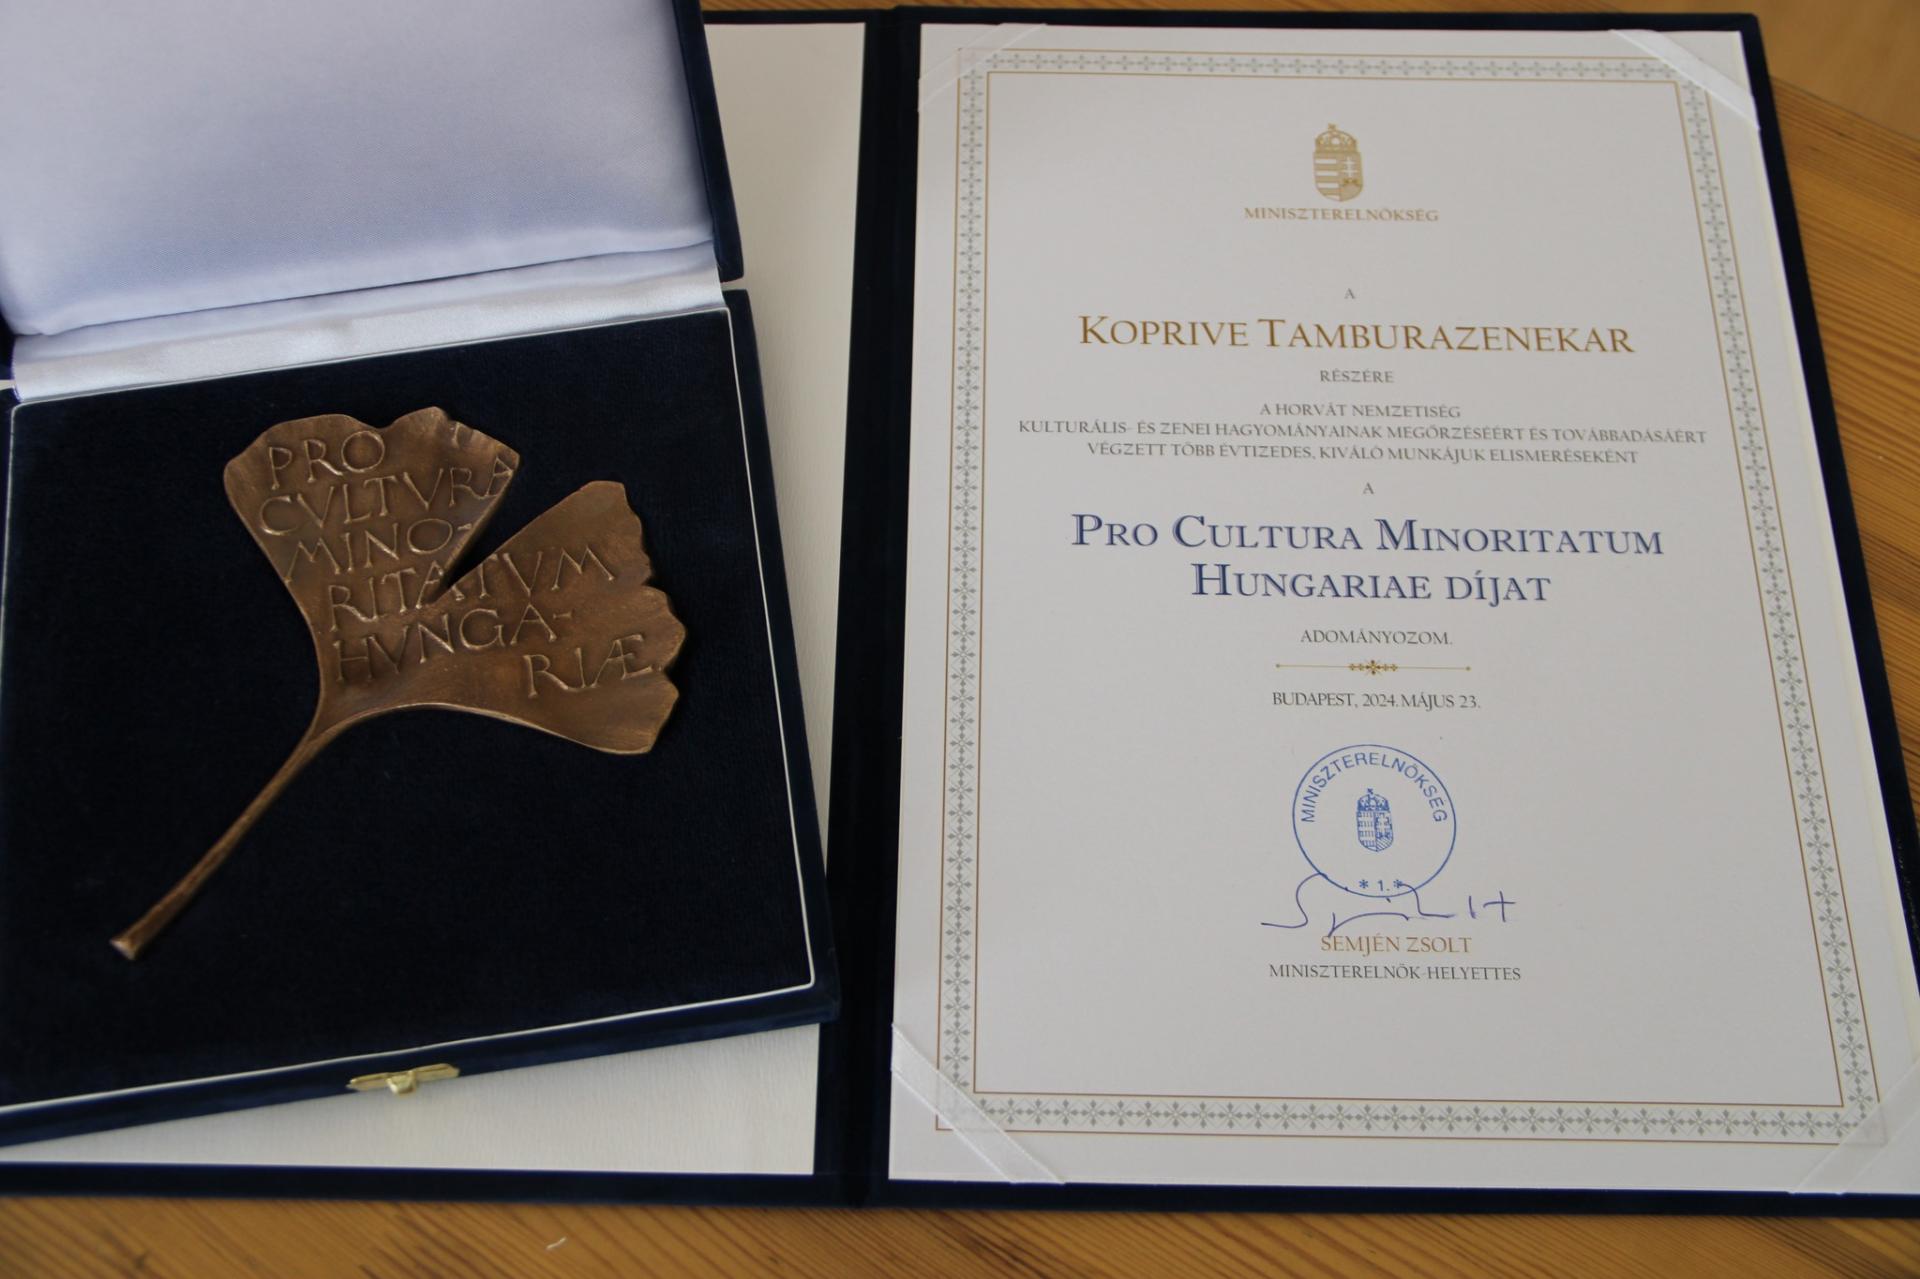 PRO
CVLTVRA
MINO-
RITATVM
HVNGA-
RIÆ
MINISZTERELNÖKSÉG
A
KOPRIVE TAMBURAZENEKAR
RÉSZÉRE
A HORVÁT NEMZETISÉG
KULTURÁLIS- ÉS ZENEI HAGYOMÁNYAINAK MEGŐRZÉSÉÉRT ÉS TOVÁBBADÁSÁÉRT
VÉGZETT TÖBB ÉVTIZEDES, KIVÁLÓ MUNKÁJUK ELISMERÉSEKÉNT
A
PRO CULTURA MINORITATUM
HUNGARIAE DÍJAT
ADOMÁNYOZOM.
BUDAPEST, 2024. MÁJUS 23.
MINISZTERELNÖKSÉG
* 1. *
SEMJÉN ZSOLT
MINISZTERELNÖK-HELYETTES